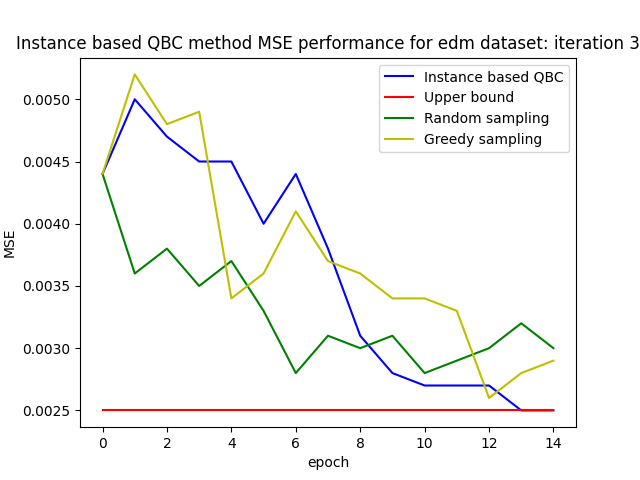 Instance based QBC method MSE performance for edm dataset: iteration 3
Instance based QBC
Upper bound
Random sampling
Greedy sampling
MSE
0.0050
0.0045
0.0040
0.0035
0.0030
0.0025
0 2 4 6 8 10 12 14
epoch